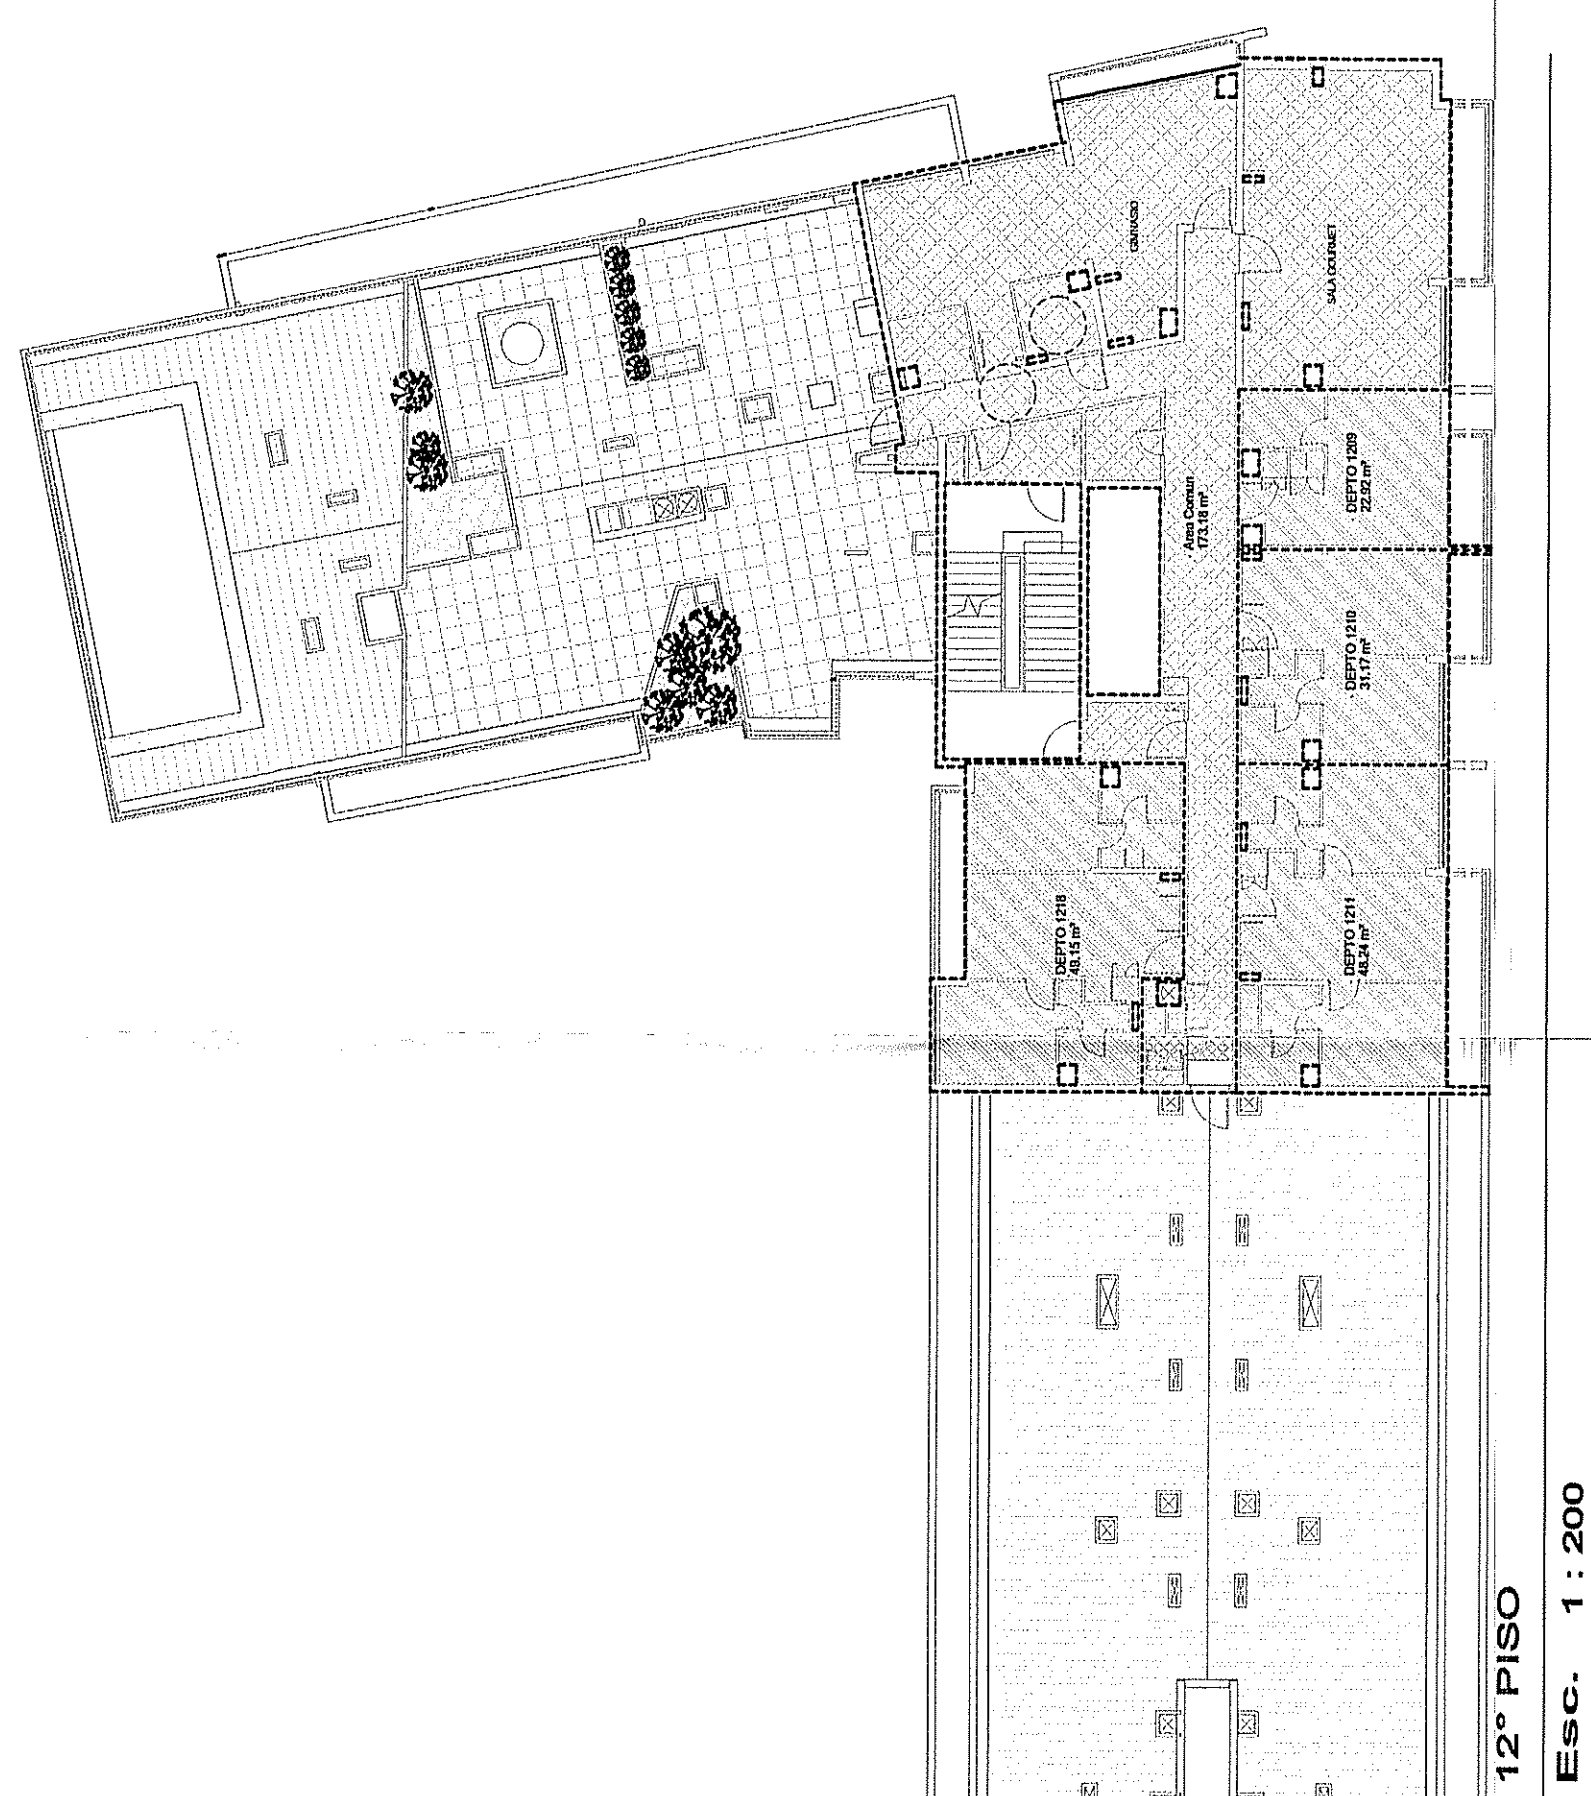 GIMNASIO
SALA GOURMET
Area Comun
173.18 m²
DEPTO 1209
22.92 m²
DEPTO 1210
31.17 m²
DEPTO 1218
49.15 m²
DEPTO 1211
48.24 m²
12° PISO
Esc. 1 : 200